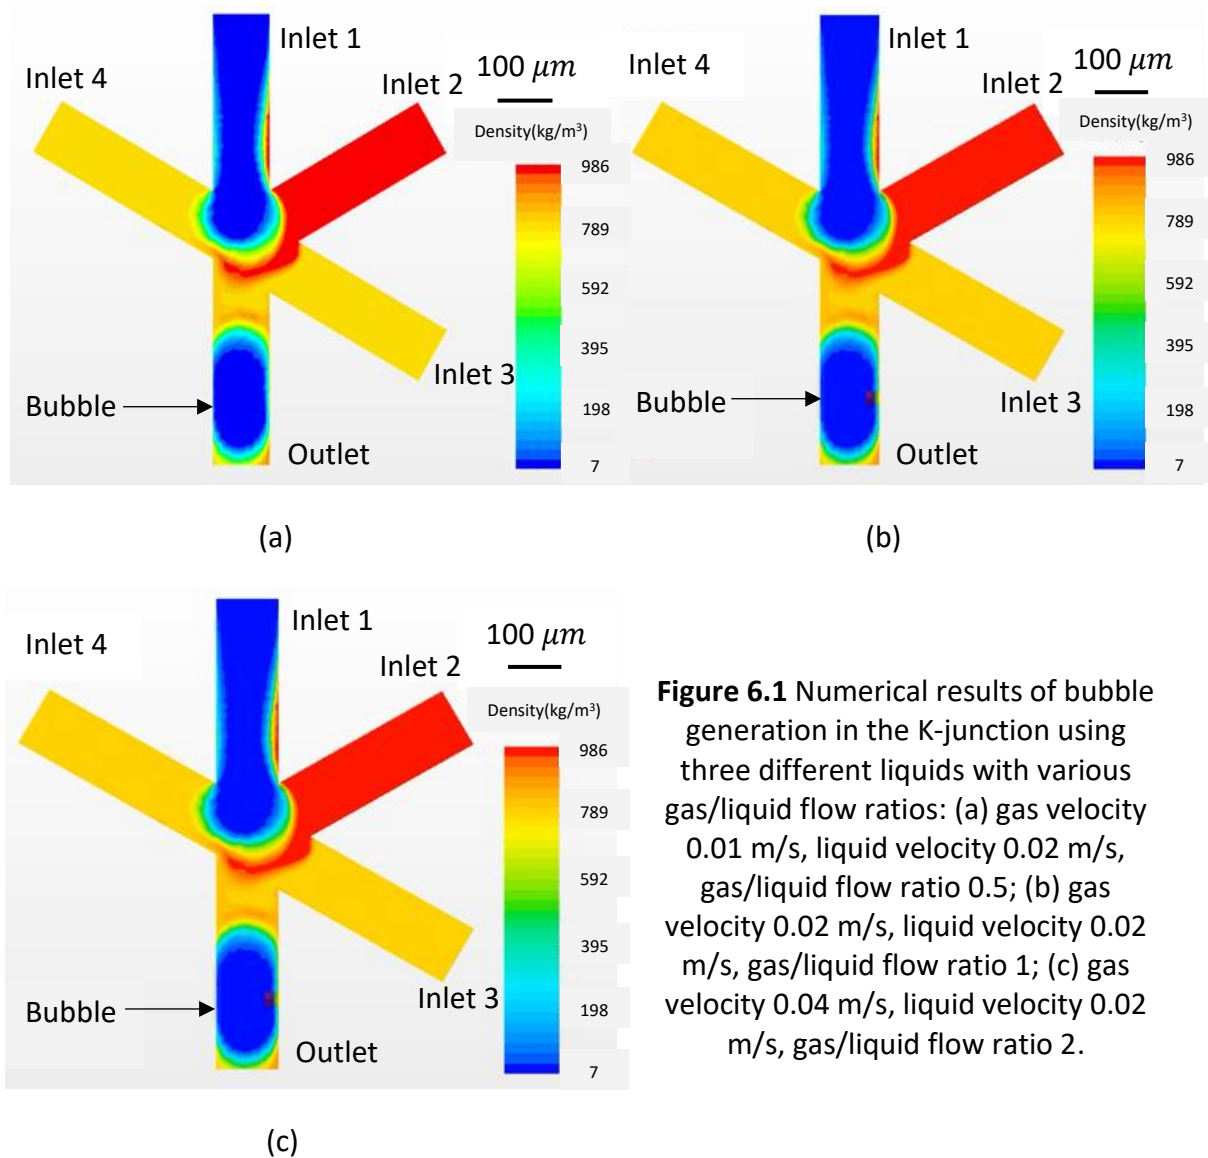 Inlet 1
Inlet 4
Inlet 2
100 μm
Density(kg/m³)
986
789
592
395
198
7
Inlet 3
Bubble
Outlet
(a)
Inlet 1
Inlet 4
Inlet 2
100 μm
Density(kg/m³)
986
789
592
395
198
7
Inlet 3
Bubble
Outlet
(b)
Inlet 1
Inlet 4
Inlet 2
100 μm
Density(kg/m³)
986
789
592
395
198
7
Inlet 3
Bubble
Outlet
(c)
Figure 6.1 Numerical results of bubble
generation in the K-junction using
three different liquids with various
gas/liquid flow ratios: (a) gas velocity
0.01 m/s, liquid velocity 0.02 m/s,
gas/liquid flow ratio 0.5; (b) gas
velocity 0.02 m/s, liquid velocity 0.02
m/s, gas/liquid flow ratio 1; (c) gas
velocity 0.04 m/s, liquid velocity 0.02
m/s, gas/liquid flow ratio 2.